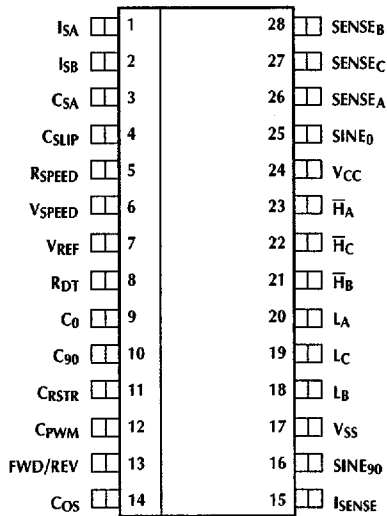 ISA 1 28 SENSEB
ISB 2 27 SENSEC
CSA 3 26 SENSEA
CSLIP 4 25 SINE0
RSPEED 5 24 VCC
VSPEED 6 23 H̅A
VREF 7 22 H̅C
RDT 8 21 H̅B
C0 9 20 LA
C90 10 19 LC
CRSTR 11 18 LB
CPWM 12 17 VSS
FWD/REV 13 16 SINE90
COS 14 15 ISENSE